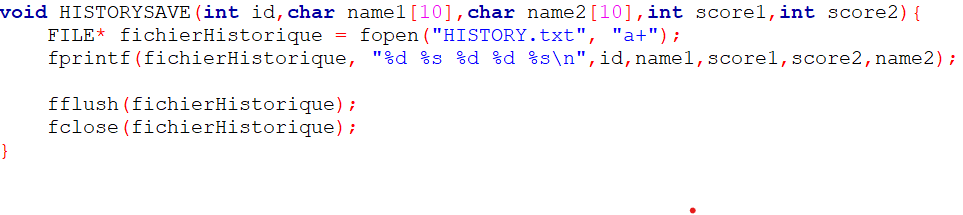 void HISTORYSAVE(int id,char name1[10],char name2[10],int score1,int score2){
    FILE* fichierHistorique = fopen("HISTORY.txt", "a+");
    fprintf(fichierHistorique, "%d %s %d %d %s\n",id,name1,score1,score2,name2);

    fflush(fichierHistorique);
    fclose(fichierHistorique);
}